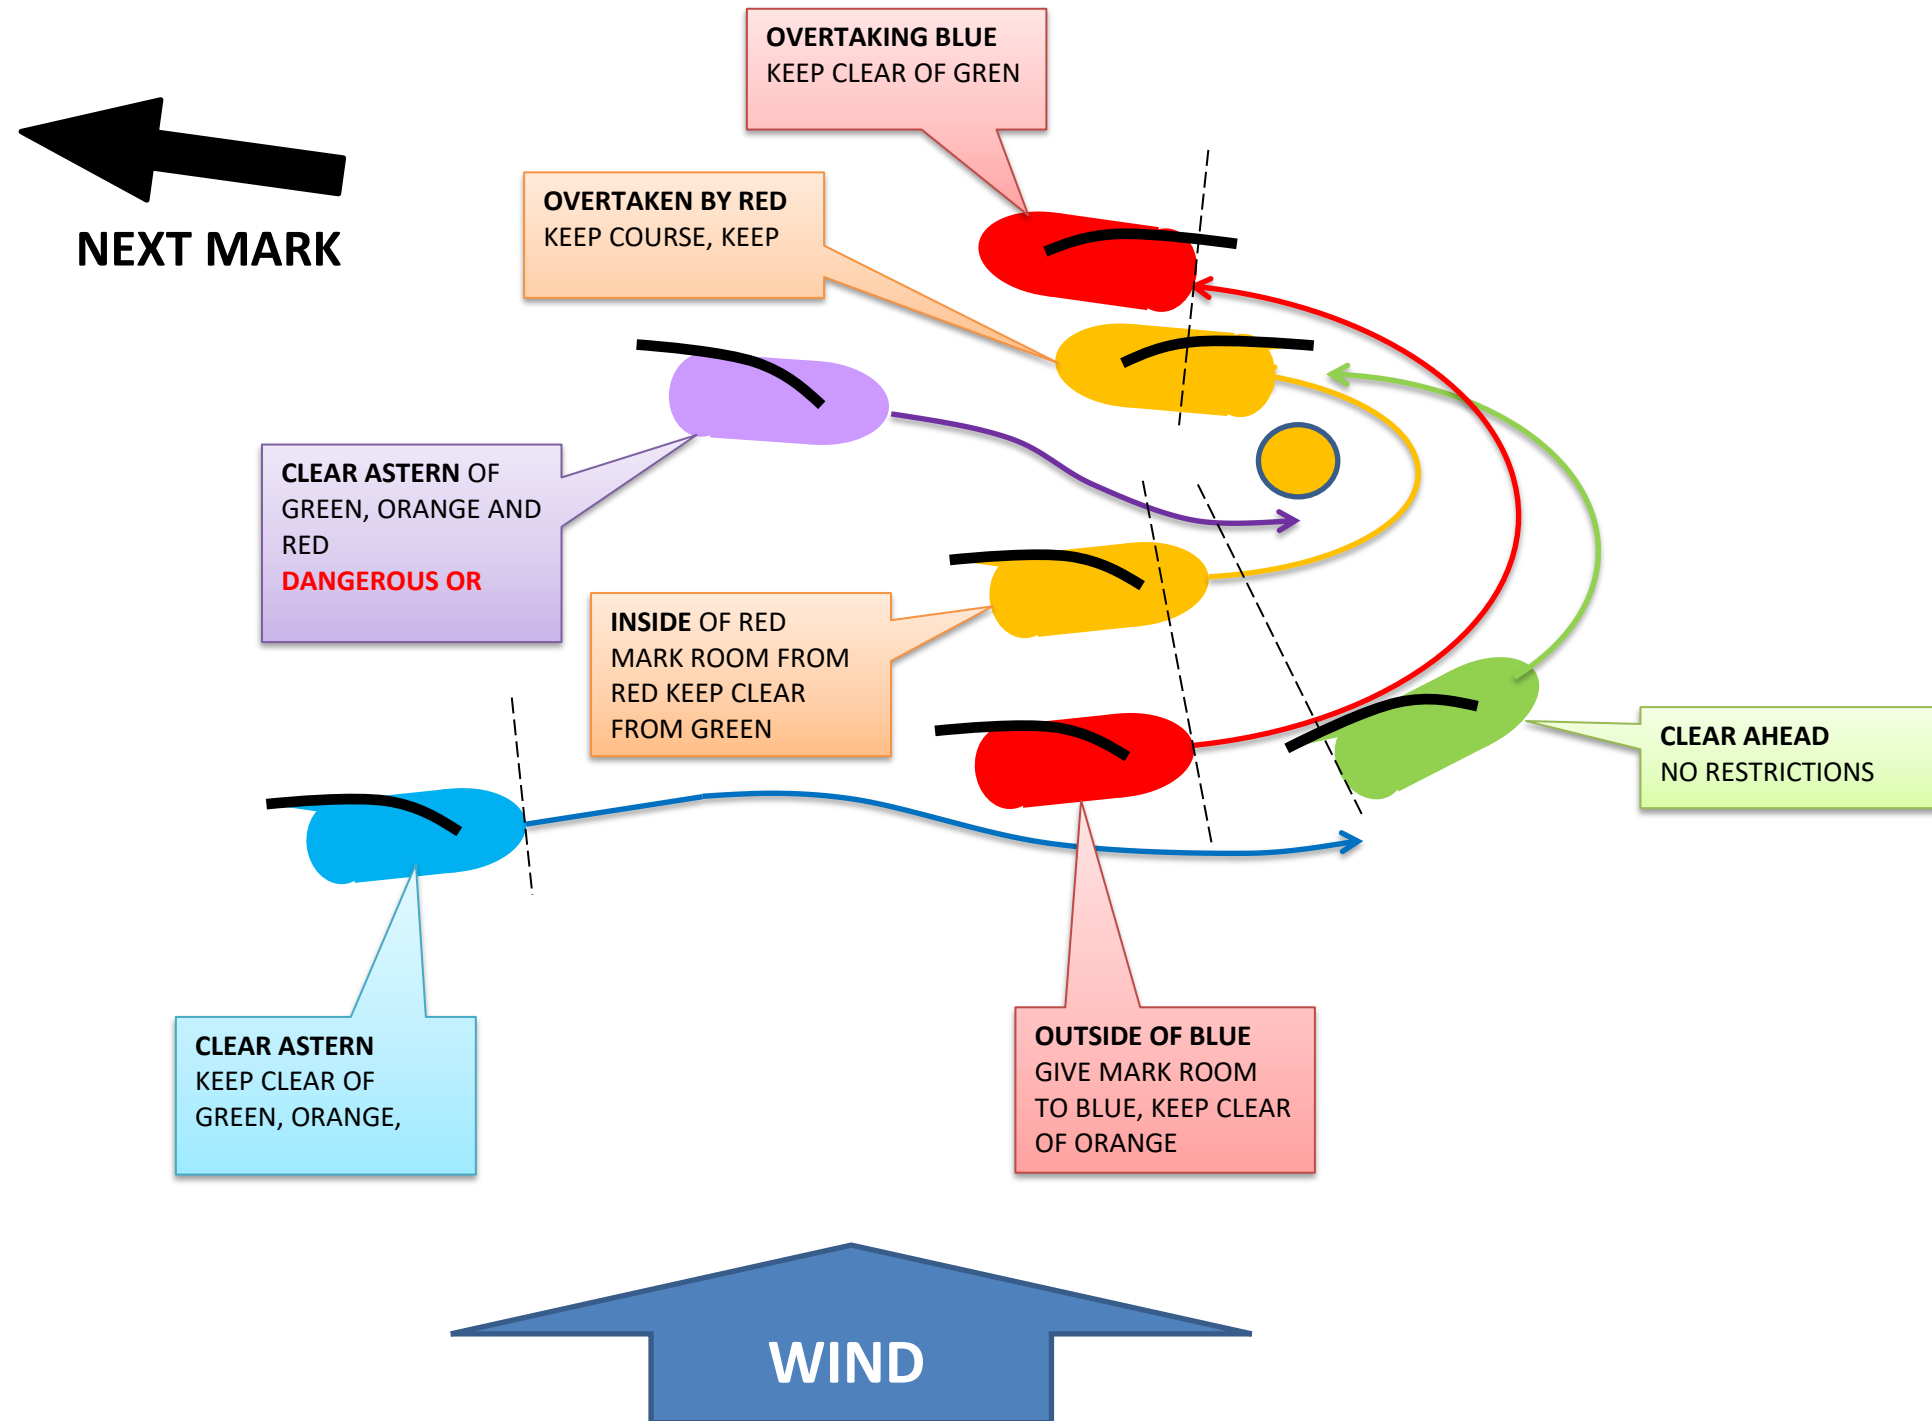 OVERTAKING BLUE
KEEP CLEAR OF GREN
OVERTAKEN BY RED
KEEP COURSE, KEEP
NEXT MARK
CLEAR ASTERN OF
GREEN, ORANGE AND
RED
DANGEROUS OR
INSIDE OF RED
MARK ROOM FROM
RED KEEP CLEAR
FROM GREEN
CLEAR AHEAD
NO RESTRICTIONS
CLEAR ASTERN
KEEP CLEAR OF
GREEN, ORANGE,
OUTSIDE OF BLUE
GIVE MARK ROOM
TO BLUE, KEEP CLEAR
OF ORANGE
WIND